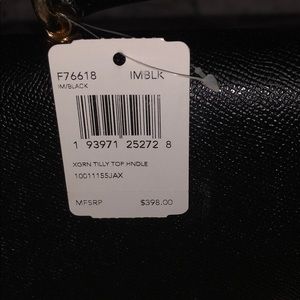 F76618 IMBLK
IM/BLACK
1 93971 25272 8
XGRN TILLY TOP HNDLE
10011155JAX
MFSRP $398.00